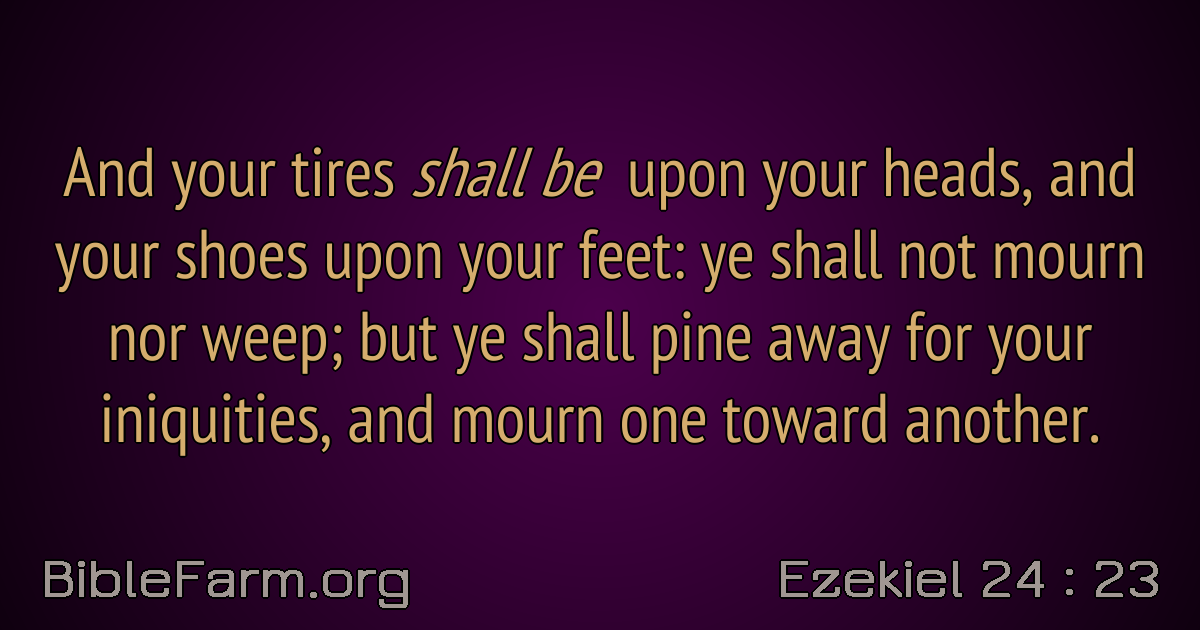 And your tires shall be upon your heads, and
your shoes upon your feet: ye shall not mourn
nor weep; but ye shall pine away for your
iniquities, and mourn one toward another.
BibleFarm.org
Ezekiel 24 : 23